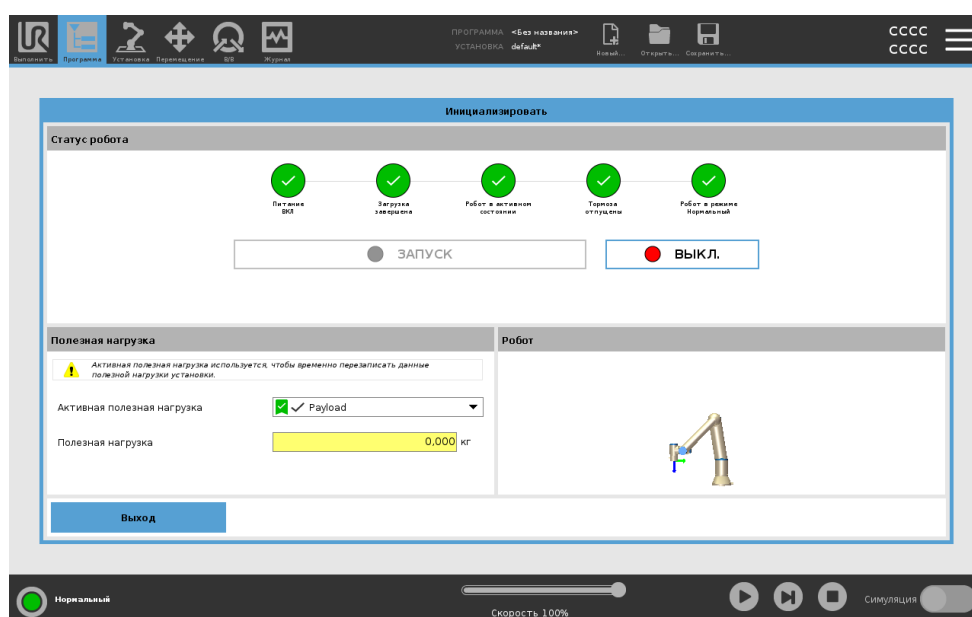 UR
ПРОГРАММА <Без названия>
УСТАНОВКА default*
CCCC
CCCC
Выполнить Программа Установка Перемещение В/В Журнал Новый... Открыть... Сохранить...
Инициализировать
Статус робота
Питание ВКЛ
Загрузка завершена
Робот в активном состоянии
Тормоза отпущены
Робот в режиме Нормальный
ЗАПУСК ВЫКЛ.
Полезная нагрузка
Робот
Активная полезная нагрузка используется, чтобы временно перезаписать данные
полезной нагрузки установки.
Активная полезная нагрузка Payload
Полезная нагрузка 0,000 кг
Выход
Нормальный
Скорость 100%
Симуляция